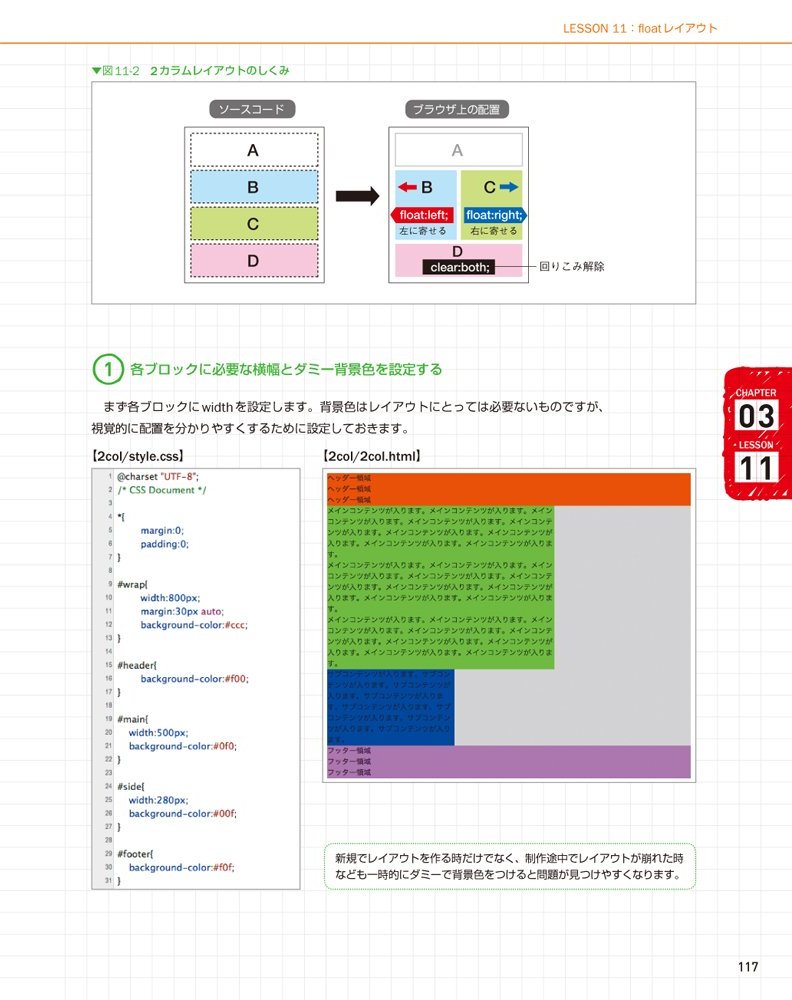 LESSON 11：floatレイアウト
▼図11-2 2カラムレイアウトのしくみ
ソースコード
A
B
C
D
ブラウザ上の配置
A
B
C
float:left;
float:right;
左に寄せる
右に寄せる
D
clear:both;
回りこみ解除
1 各ブロックに必要な横幅とダミー背景色を設定する
まず各ブロックにwidthを設定します。背景色はレイアウトにとっては必要ないものですが、
視覚的に配置を分かりやすくするために設定しておきます。
CHAPTER
03
LESSON
11
【2col/style.css】
1 @charset "UTF-8";
2 /* CSS Document */
3
4 *{
5 margin:0;
6 padding:0;
7 }
8
9 #wrap{
10 width:800px;
11 margin:30px auto;
12 background-color:#ccc;
13 }
14
15 #header{
16 background-color:#f00;
17 }
18
19 #main{
20 width:500px;
21 background-color:#0f0;
22 }
23
24 #side{
25 width:280px;
26 background-color:#00f;
27 }
28
29 #footer{
30 background-color:#f0f;
31 }
【2col/2col.html】
ヘッダー領域
ヘッダー領域
ヘッダー領域
メインコンテンツが入ります。メインコンテンツが入ります。メイン
コンテンツが入ります。メインコンテンツが入ります。メインコンテ
ンツが入ります。メインコンテンツが入ります。メインコンテンツが
入ります。メインコンテンツが入ります。メインコンテンツが入りま
す。
メインコンテンツが入ります。メインコンテンツが入ります。メイン
コンテンツが入ります。メインコンテンツが入ります。メインコンテ
ンツが入ります。メインコンテンツが入ります。メインコンテンツが
入ります。メインコンテンツが入ります。メインコンテンツが入りま
す。
メインコンテンツが入ります。メインコンテンツが入ります。メイン
コンテンツが入ります。メインコンテンツが入ります。メインコンテ
ンツが入ります。メインコンテンツが入ります。メインコンテンツが
入ります。メインコンテンツが入ります。メインコンテンツが入りま
す。
サブコンテンツが入ります。サブコン
テンツが入ります。サブコンテンツが
入ります。サブコンテンツが入りま
す。サブコンテンツが入ります。サブ
コンテンツが入ります。サブコンテン
ツが入ります。サブコンテンツが入り
ます。
フッター領域
フッター領域
フッター領域
新規でレイアウトを作る時だけでなく、制作途中でレイアウトが崩れた時
なども一時的にダミーで背景色をつけると問題が見つけやすくなります。
117